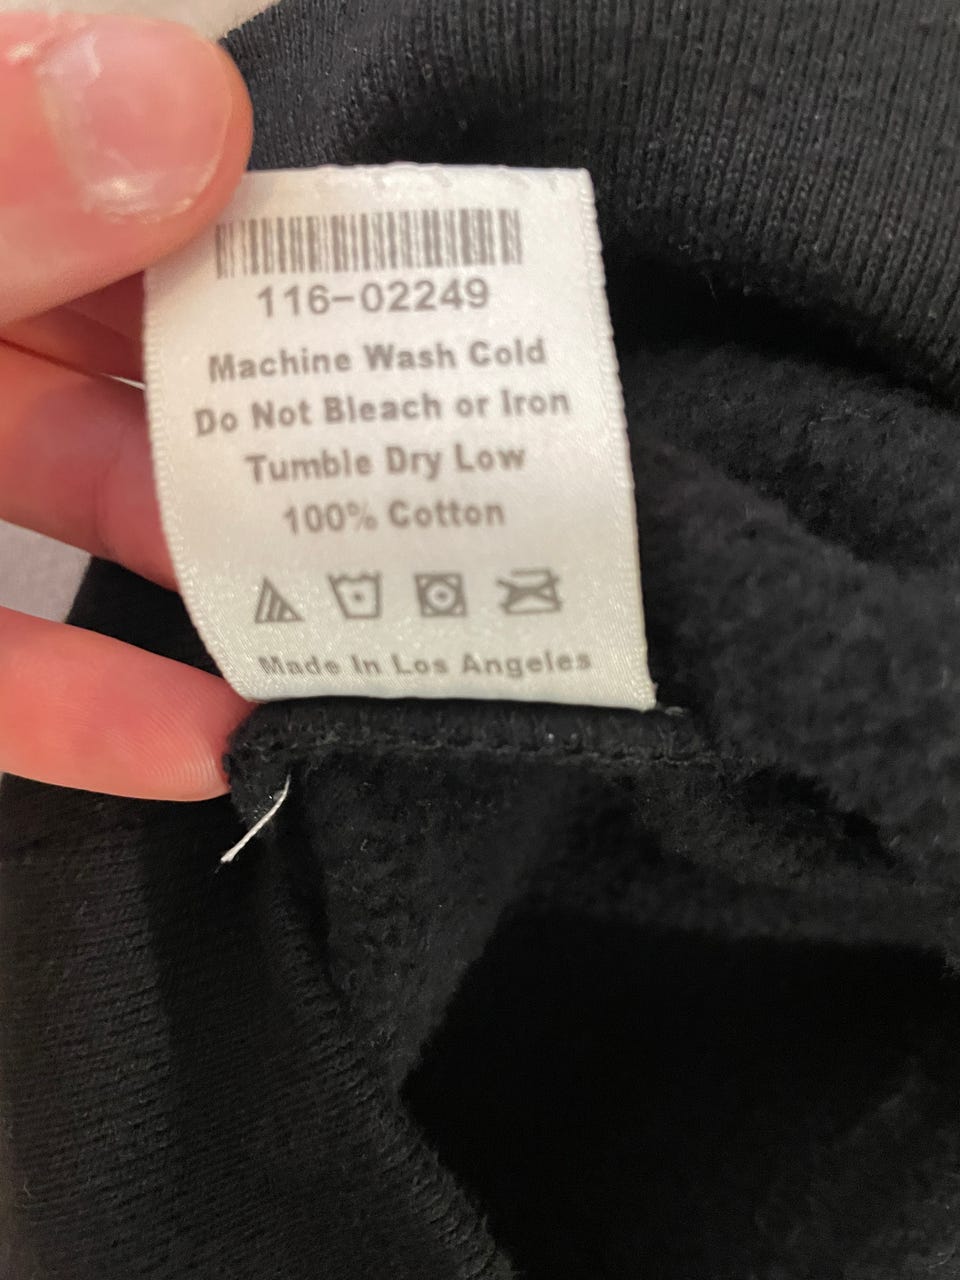 116-02249
Machine Wash Cold
Do Not Bleach or Iron
Tumble Dry Low
100% Cotton
Made In Los Angeles